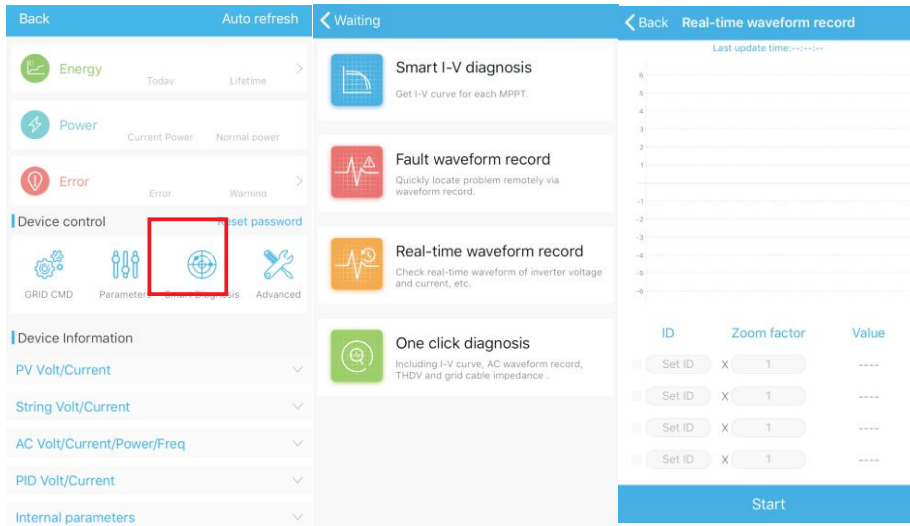 Back Auto refresh
Energy
Today Lifetime
Power
Current Power Normal power
Error
Error Warning
Device control Reset password
GRID CMD Parameters Smart Diagnosis Advanced
Device Information
PV Volt/Current
String Volt/Current
AC Volt/Current/Power/Freq
PID Volt/Current
Internal parameters
Waiting
Smart I-V diagnosis
Get I-V curve for each MPPT.
Fault waveform record
Quickly locate problem remotely via
waveform record.
Real-time waveform record
Check real-time waveform of inverter voltage
and current, etc.
One click diagnosis
Including I-V curve, AC waveform record,
THDV and grid cable impedance .
Back Real-time waveform record
Last update time:--:--:--
6
5
4
3
2
1
-1
-2
-3
-4
-5
-6
ID Zoom factor Value
Set ID X 1 ----
Set ID X 1 ----
Set ID X 1 ----
Set ID X 1 ----
Start